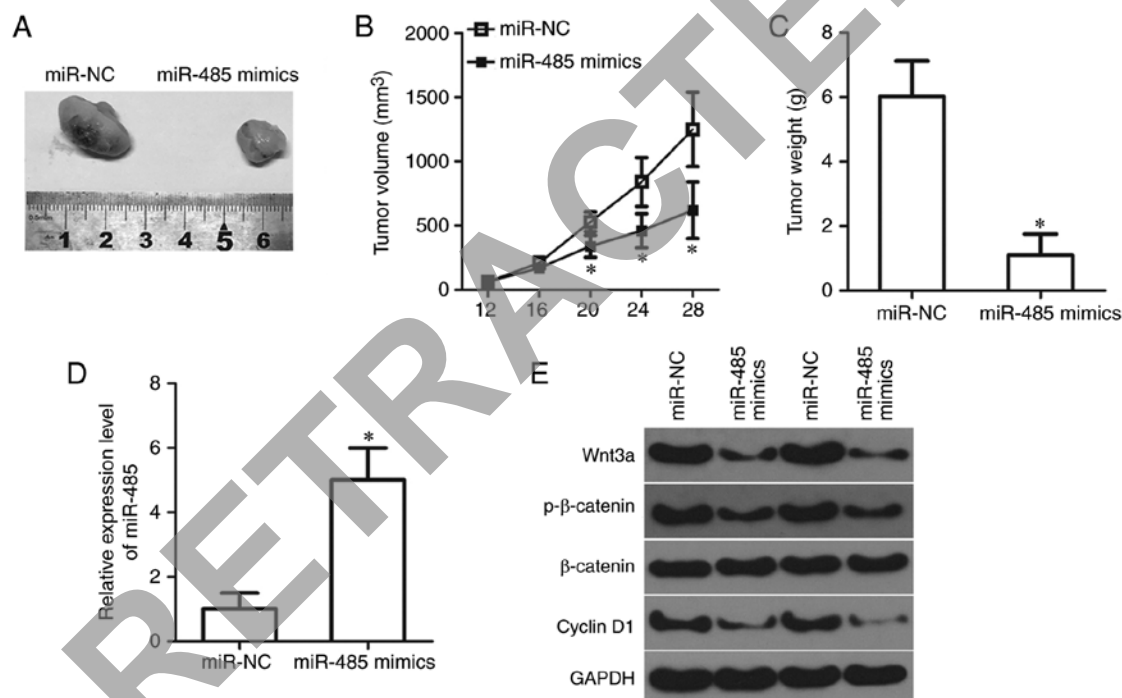 A
miR-NC miR-485 mimics
0.5mm
1 2 3 4 5 6
B
miR-NC
miR-485 mimics
Tumor volume (mm³)
2000
1500
1000
500
0
12 16 20 24 28
* * *
C
Tumor weight (g)
8
6
4
2
0
*
miR-NC miR-485 mimics
D
Relative expression level
of miR-485
8
6
4
2
0
*
miR-NC miR-485 mimics
E
miR-NC
miR-485
mimics
miR-NC
miR-485
mimics
Wnt3a
p-β-catenin
β-catenin
Cyclin D1
GAPDH
RETRACTE